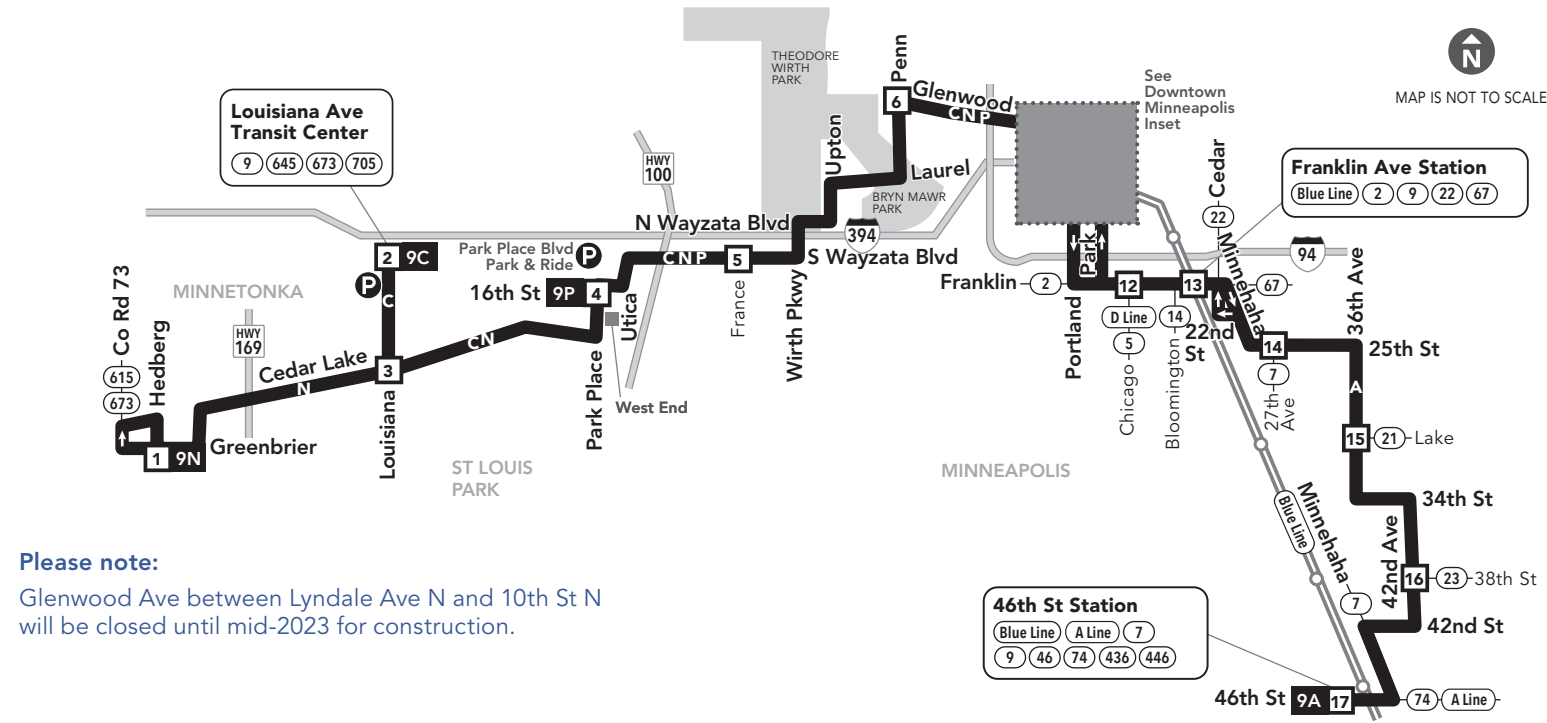 THEODORE
WIRTH
PARK
Penn
Glenwood
C N P
See
Downtown
Minneapolis
Inset
N
MAP IS NOT TO SCALE
Louisiana Ave
Transit Center
9 645 673 705
HWY
100
6
Upton
Laurel
BRYN MAWR
PARK
Cedar
22
Franklin Ave Station
Blue Line 2 9 22 67
N Wayzata Blvd
394
S Wayzata Blvd
94
2 9C
P
C
Park Place Blvd
Park & Ride
P
C N P
5
France
Wirth Pkwy
16th St 9P 4
Utica
Park Place
West End
Park
Portland
Franklin 2
12
13
Minnehaha
67
D Line
5
Chicago
14
Bloomington
22nd
St
14
7
27th
Ave
36th Ave
25th St
A
15 21 Lake
34th St
MINNETONKA
HWY
169
Co Rd 73
615
673
Hedberg
Cedar Lake
N
3
C N
Louisiana
1 9N
Greenbrier
ST LOUIS
PARK
MINNEAPOLIS
Blue Line
Minnehaha
7
42nd Ave
16 23 38th St
42nd St
46th St Station
Blue Line A Line 7
9 46 74 436 446
46th St 9A 17
74 A Line
Please note:
Glenwood Ave between Lyndale Ave N and 10th St N
will be closed until mid-2023 for construction.